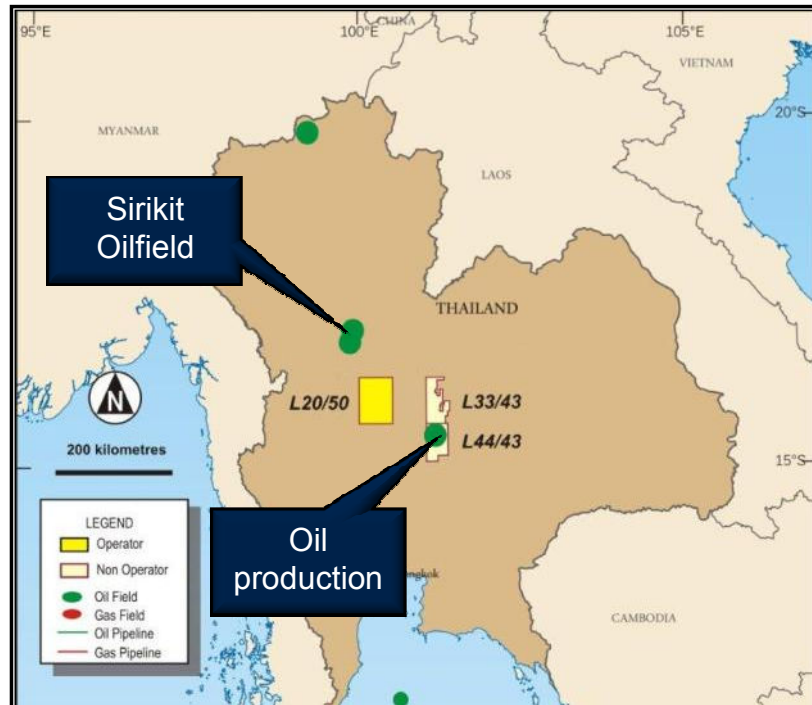 95°E
100°E
105°E
CHINA
VIETNAM
20°S
MYANMAR
LAOS
Sirikit
Oilfield
THAILAND
L20/50
L33/43
L44/43
N
200 kilometres
15°S
LEGEND
Operator
Non Operator
Oil Field
Gas Field
Oil Pipeline
Gas Pipeline
Oil
production
ngkok
CAMBODIA